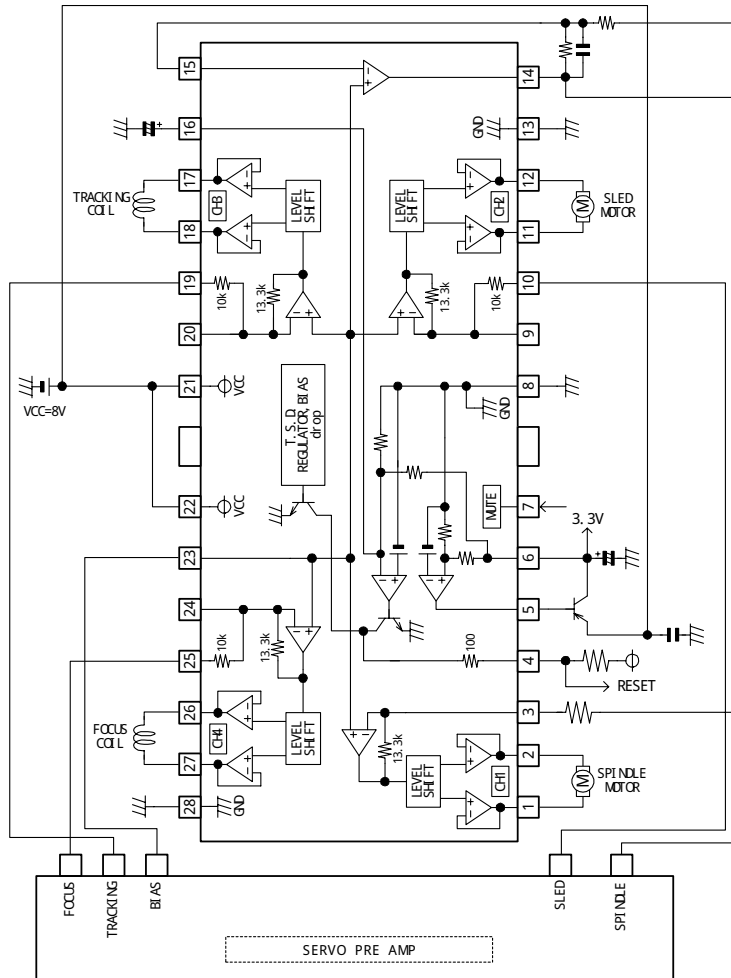 15
14
16
GND
13
TRACKING
COIL
17
CH3
LEVEL
SHIFT
LEVEL
SHIFT
CH2
12
M
SLED
MOTOR
18
11
19
10k
13.3k
13.3k
10k
10
20
9
VCC=8V
21
VCC
T.S.D
REGULATOR,BIAS
drop
GND
8
22
VCC
MUTE
7
3.3V
23
6
24
5
25
10k
13.3k
100
4
RESET
FOCUS
COIL
26
CH4
LEVEL
SHIFT
13.3k
3
27
LEVEL
SHIFT
CH1
2
M
SPINDLE
MOTOR
28
GND
1
FOCUS
TRACKING
BIAS
SLED
SPINDLE
SERVO PRE AMP